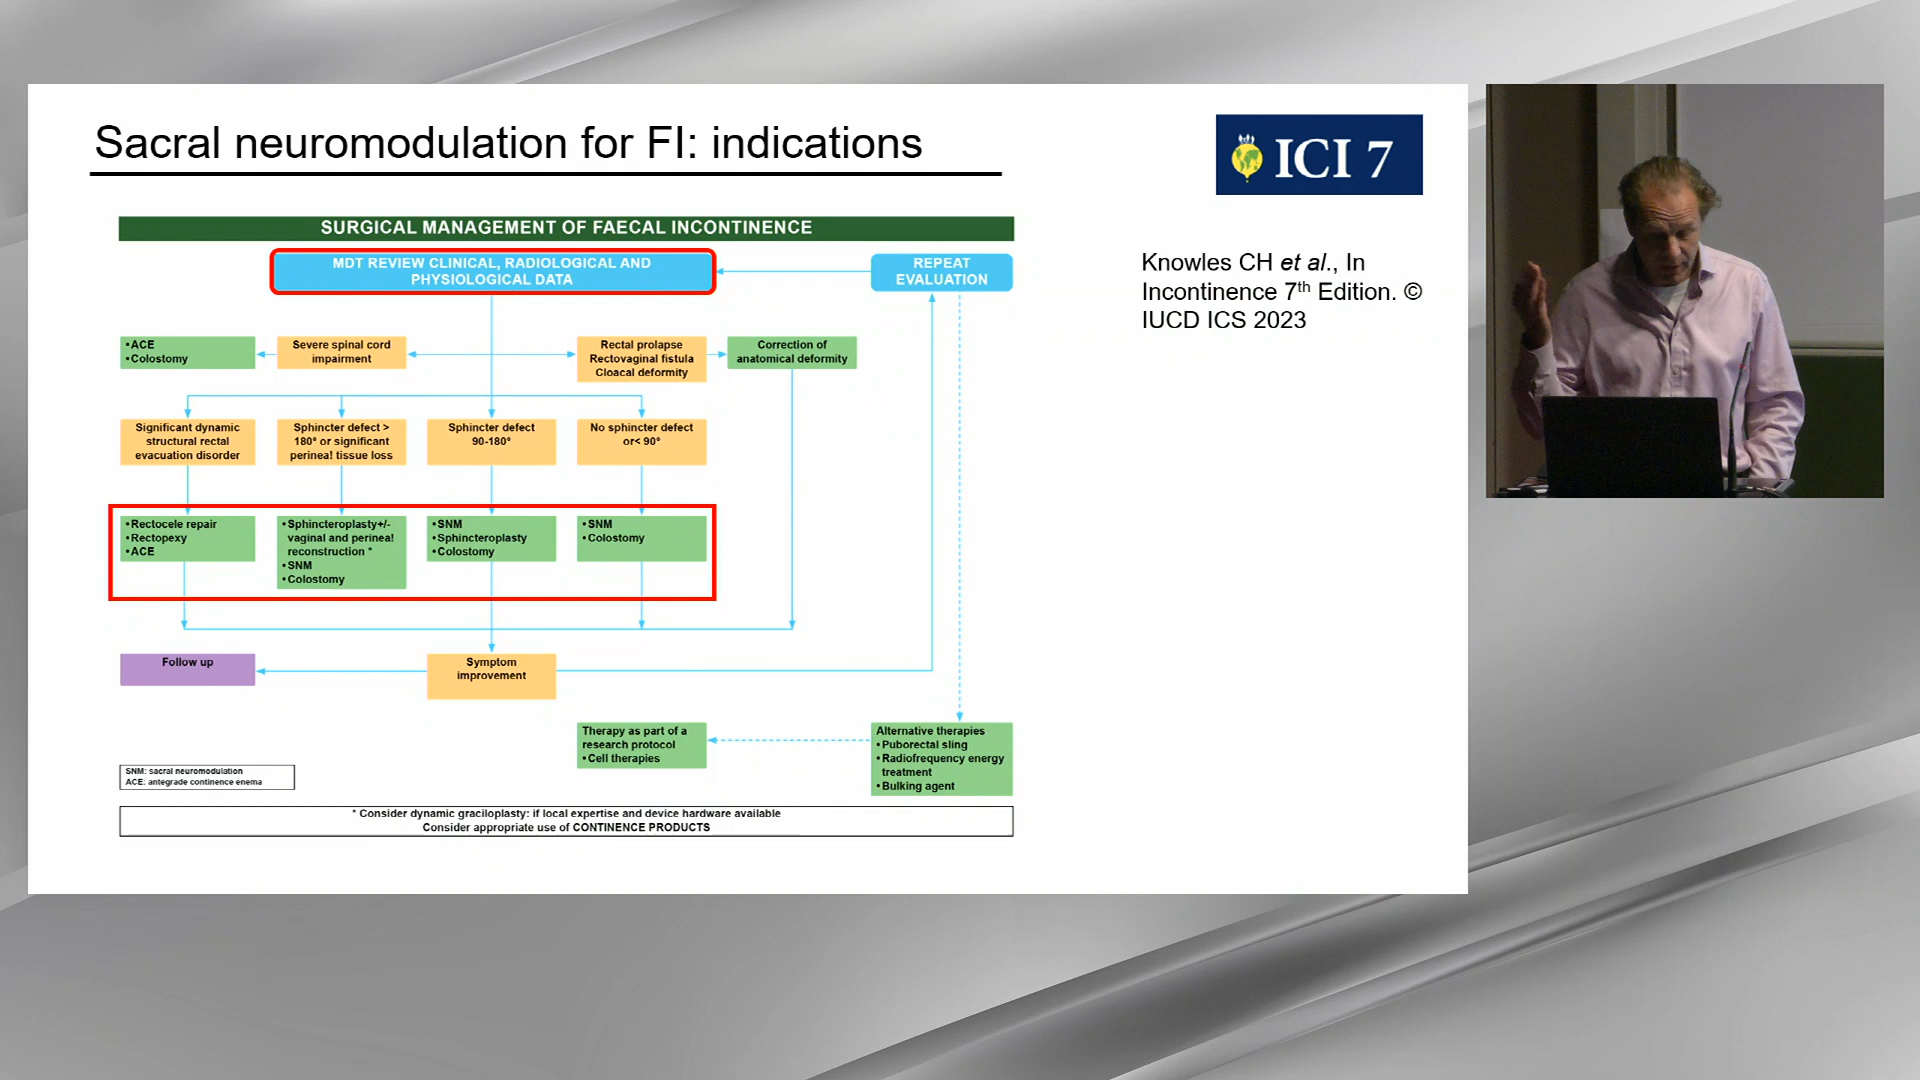 Sacral neuromodulation for FI: indications
ICI 7
SURGICAL MANAGEMENT OF FAECAL INCONTINENCE
MDT REVIEW CLINICAL, RADIOLOGICAL AND
PHYSIOLOGICAL DATA
REPEAT
EVALUATION
Knowles CH et al., In
Incontinence 7th Edition. ©
IUCD ICS 2023
•ACE
•Colostomy
Severe spinal cord
impairment
Rectal prolapse
Rectovaginal fistula
Cloacal deformity
Correction of
anatomical deformity
Significant dynamic
structural rectal
evacuation disorder
Sphincter defect >
180° or significant
perinea! tissue loss
Sphincter defect
90-180°
No sphincter defect
or< 90°
•Rectocele repair
•Rectopexy
•ACE
•Sphincteroplasty+/-
vaginal and perinea!
reconstruction *
•SNM
•Colostomy
•SNM
•Sphincteroplasty
•Colostomy
•SNM
•Colostomy
Follow up
Symptom
improvement
Therapy as part of a
research protocol
•Cell therapies
Alternative therapies
•Puborectal sling
•Radiofrequency energy
treatment
•Bulking agent
SNM: sacral neuromodulation
ACE: antegrade continence enema
* Consider dynamic graciloplasty: if local expertise and device hardware available
Consider appropriate use of CONTINENCE PRODUCTS